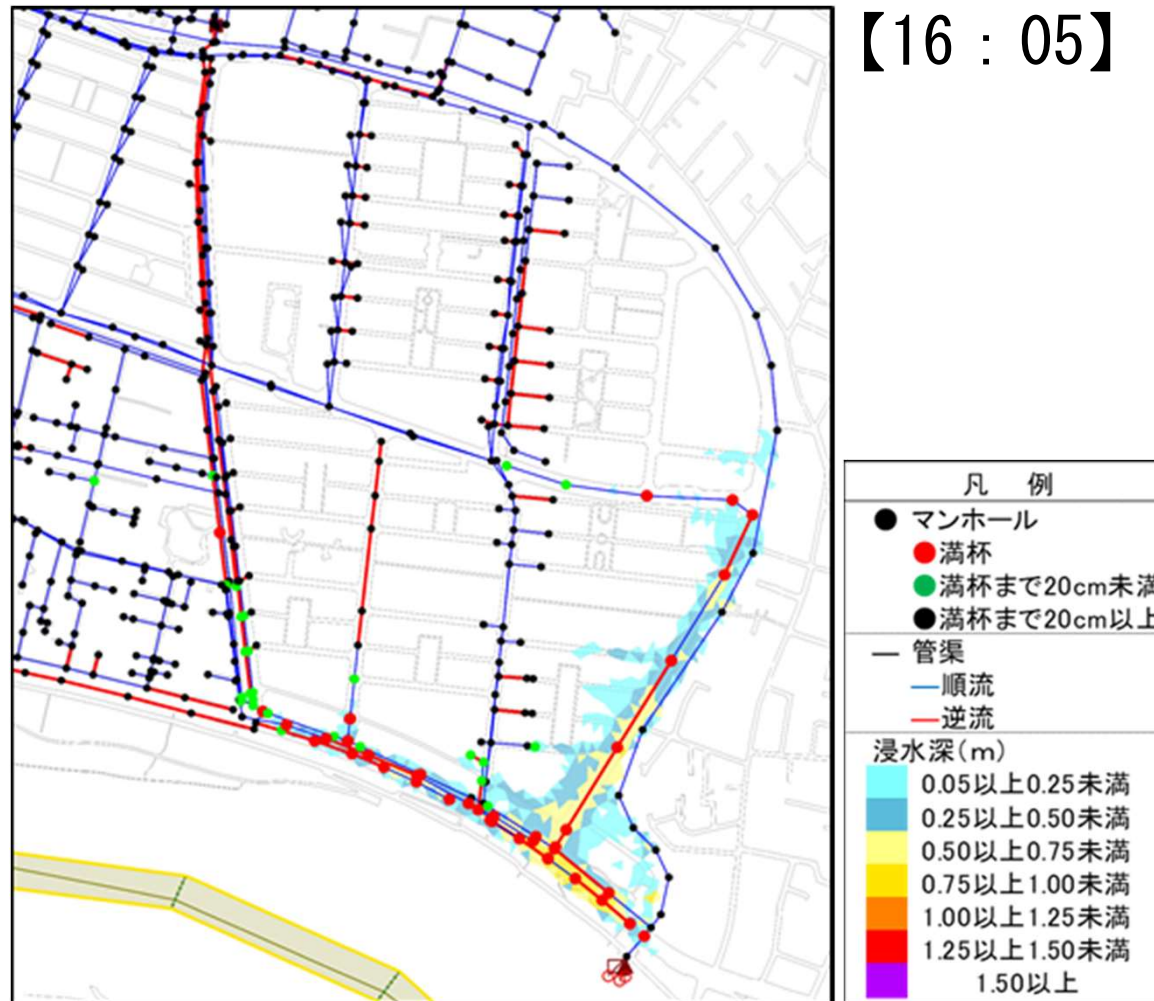 【16：05】
凡　例
マンホール
満杯
満杯まで20cm未満
満杯まで20cm以上
管渠
順流
逆流
浸水深(m)
0.05以上0.25未満
0.25以上0.50未満
0.50以上0.75未満
0.75以上1.00未満
1.00以上1.25未満
1.25以上1.50未満
1.50以上